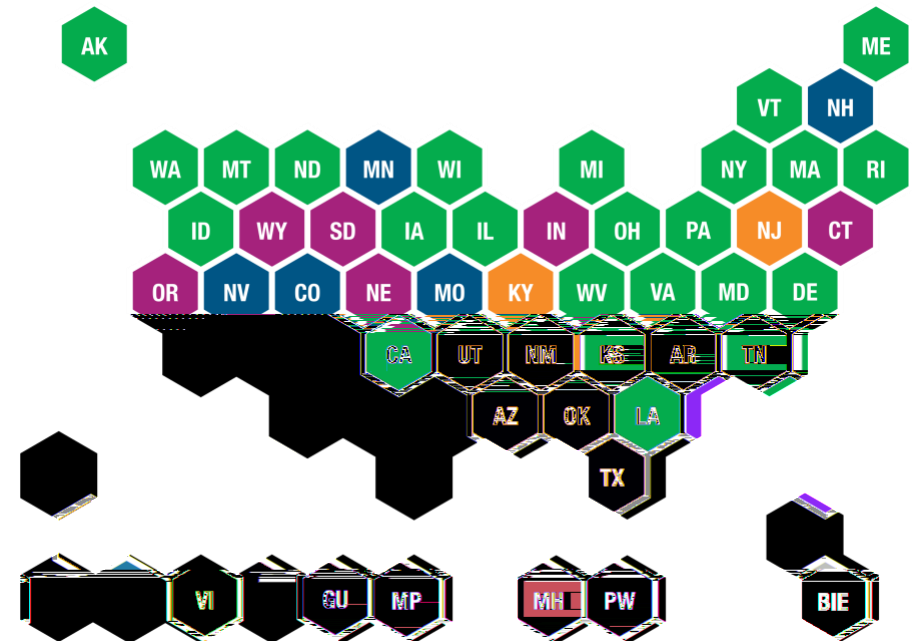 AK ME
VT NH
WA MT ND MN WI MI NY MA RI
ID WY SD IA IL IN OH PA NJ CT
OR NV CO NE MO KY WV VA MD DE
CA UT NM KS AR TN
AZ OK LA
TX
VI GU MP MH PW BIE